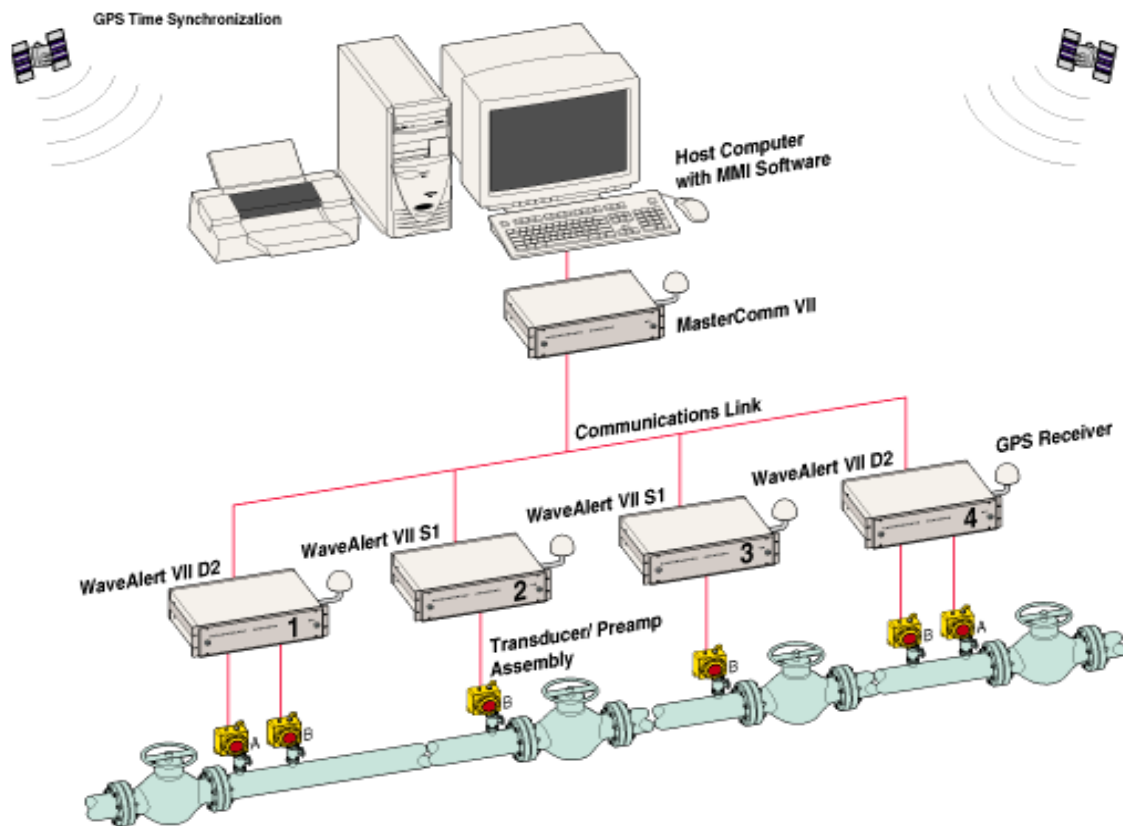 GPS Time Synchronization
Host Computer
with MMI Software
MasterComm VII
Communications Link
GPS Receiver
WaveAlert VII D2
WaveAlert VII S1
WaveAlert VII S1
WaveAlert VII D2
4
3
2
1
Transducer/ Preamp
Assembly
B
A
B
B
A
B